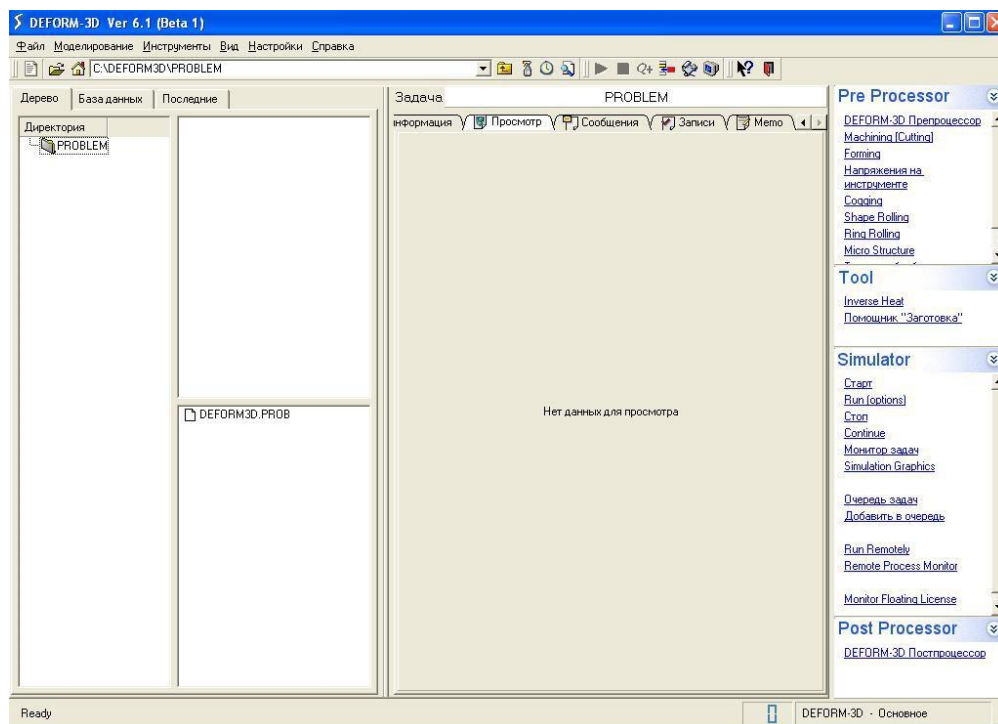 DEFORM-3D Ver 6.1 (Beta 1)
Файл Моделирование Инструменты Вид Настройки Справка
C:\DEFORM3D\PROBLEM
Дерево База данных Последние
Директория
PROBLEM
DEFORM3D.PROB
Задача PROBLEM
нформация Просмотр Сообщения Записи Memo
Нет данных для просмотра
Pre Processor
DEFORM-3D Препроцессор
Machining [Cutting]
Forming
Напряжения на
инструменте
Cogging
Shape Rolling
Ring Rolling
Micro Structure
Tool
Inverse Heat
Помощник "Заготовка"
Simulator
Старт
Run (options)
Стоп
Continue
Монитор задач
Simulation Graphics
Очередь задач
Добавить в очередь
Run Remotely
Remote Process Monitor
Monitor Floating License
Post Processor
DEFORM-3D Постпроцессор
Ready
DEFORM-3D - Основное